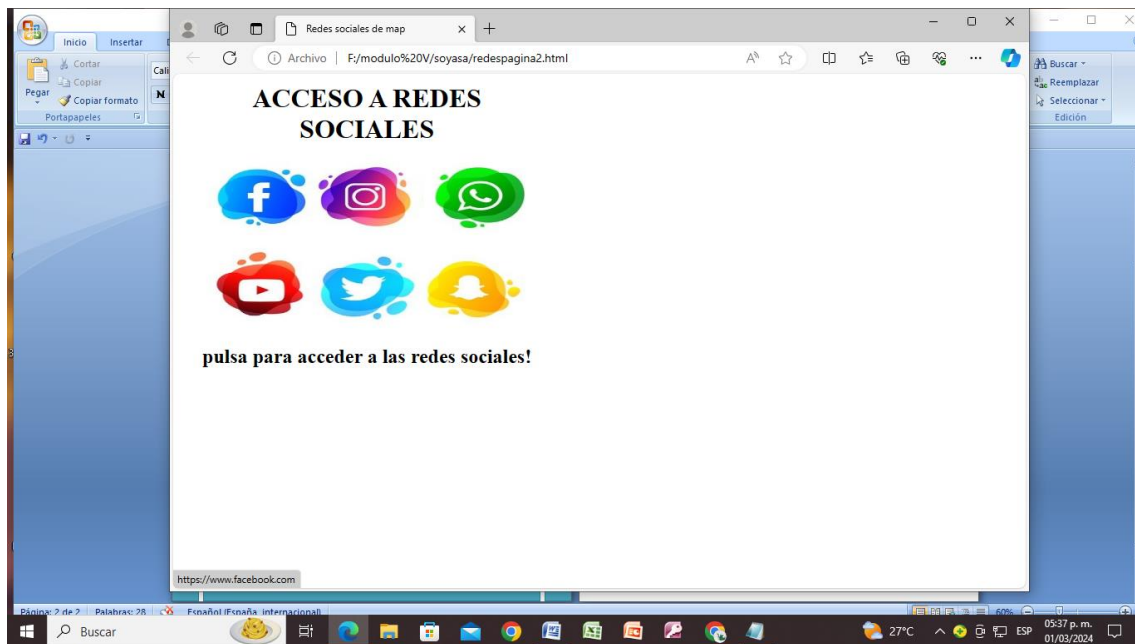 Redes sociales de map
Archivo F:/modulo%20V/soyasa/redespagina2.html
Inicio Insertar
Cortar
Copiar
Copiar formato
Pegar
Portapapeles
Cali
N
Buscar
Reemplazar
Seleccionar
Edición
ACCESO A REDES
SOCIALES
pulsa para acceder a las redes sociales!
https://www.facebook.com
Página: 2 de 2 Palabras: 28 Español (España, internacional) 60%
Buscar 27°C ESP 05:37 p. m.
01/03/2024